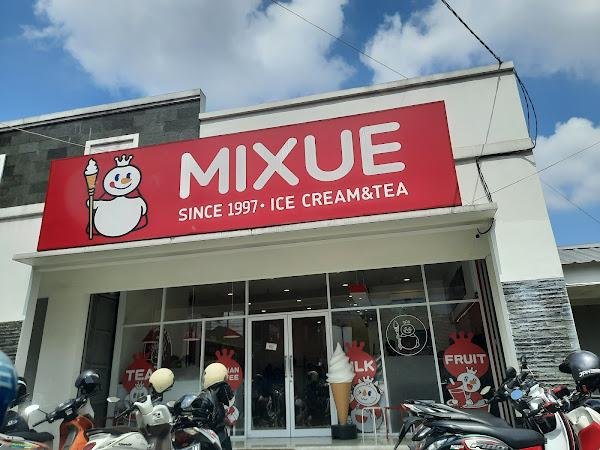 MIXUE
SINCE 1997• ICE CREAM&TEA
TEA
FRUIT